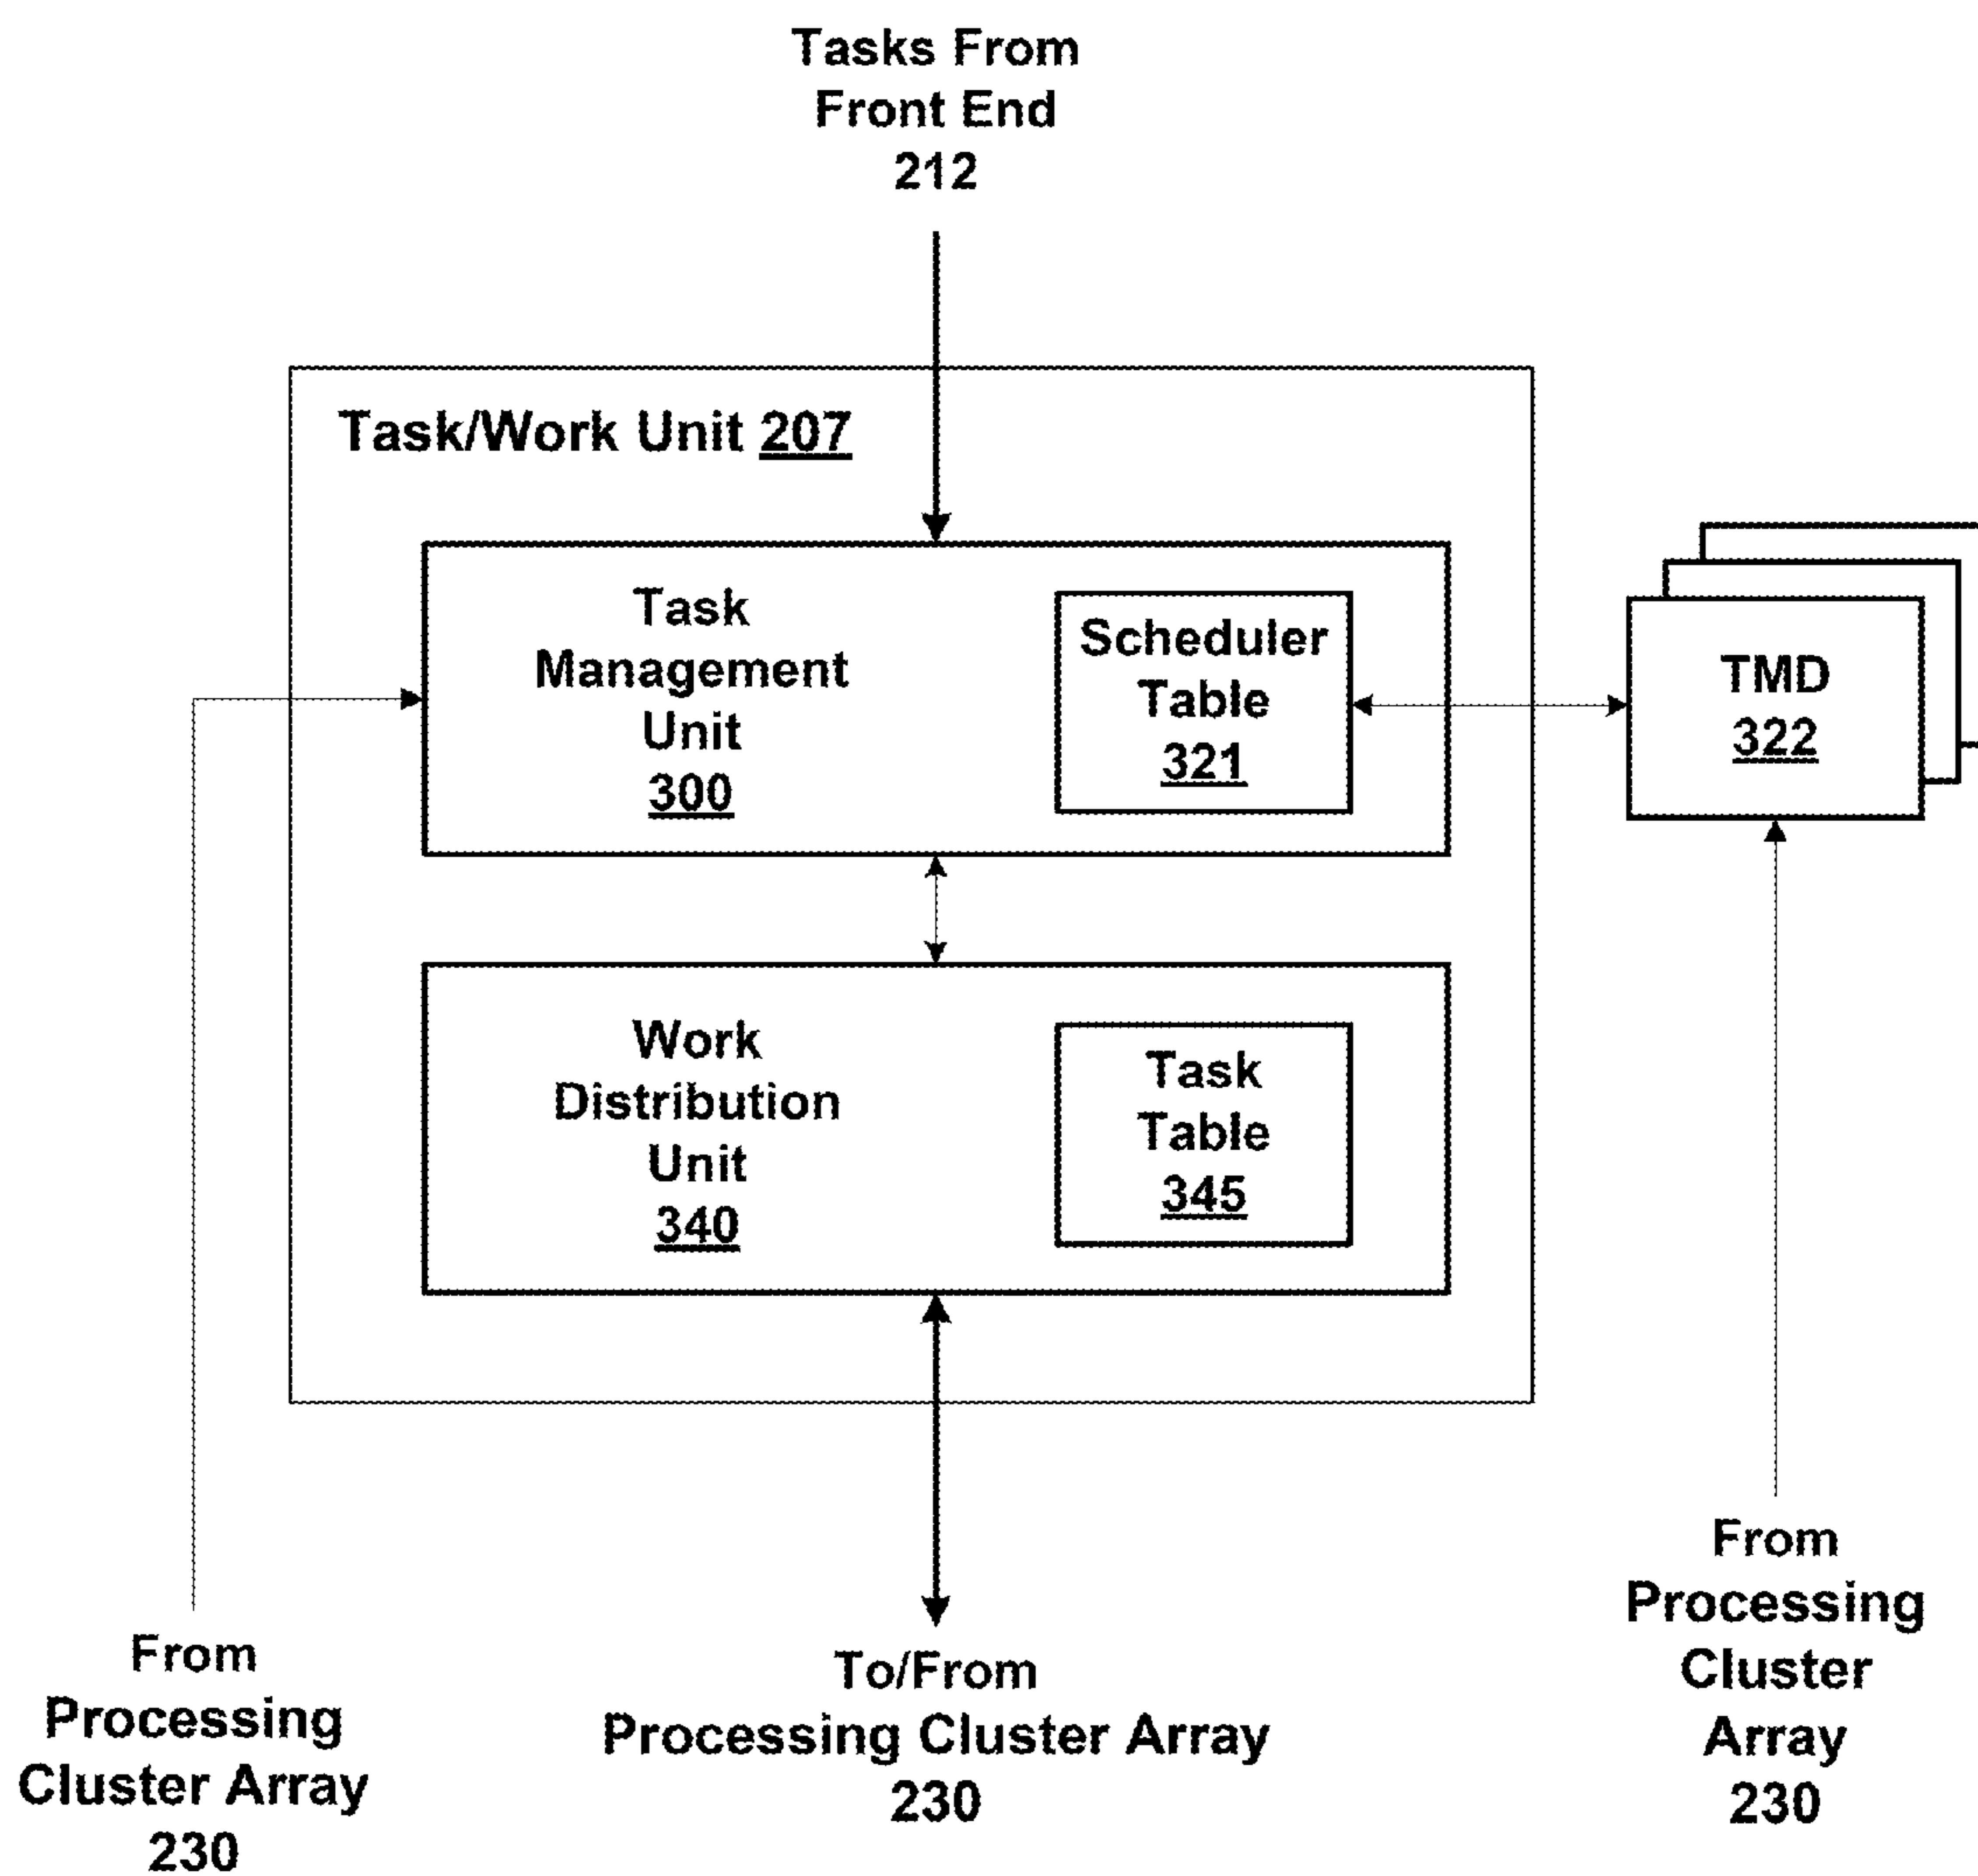 Tasks From
Front End
212
Task/Work Unit 207
Task
Management
Unit
300
Scheduler
Table
321
TMD
322
Work
Distribution
Unit
340
Task
Table
345
From
Processing
Cluster Array
230
To/From
Processing Cluster Array
230
From
Processing
Cluster
Array
230